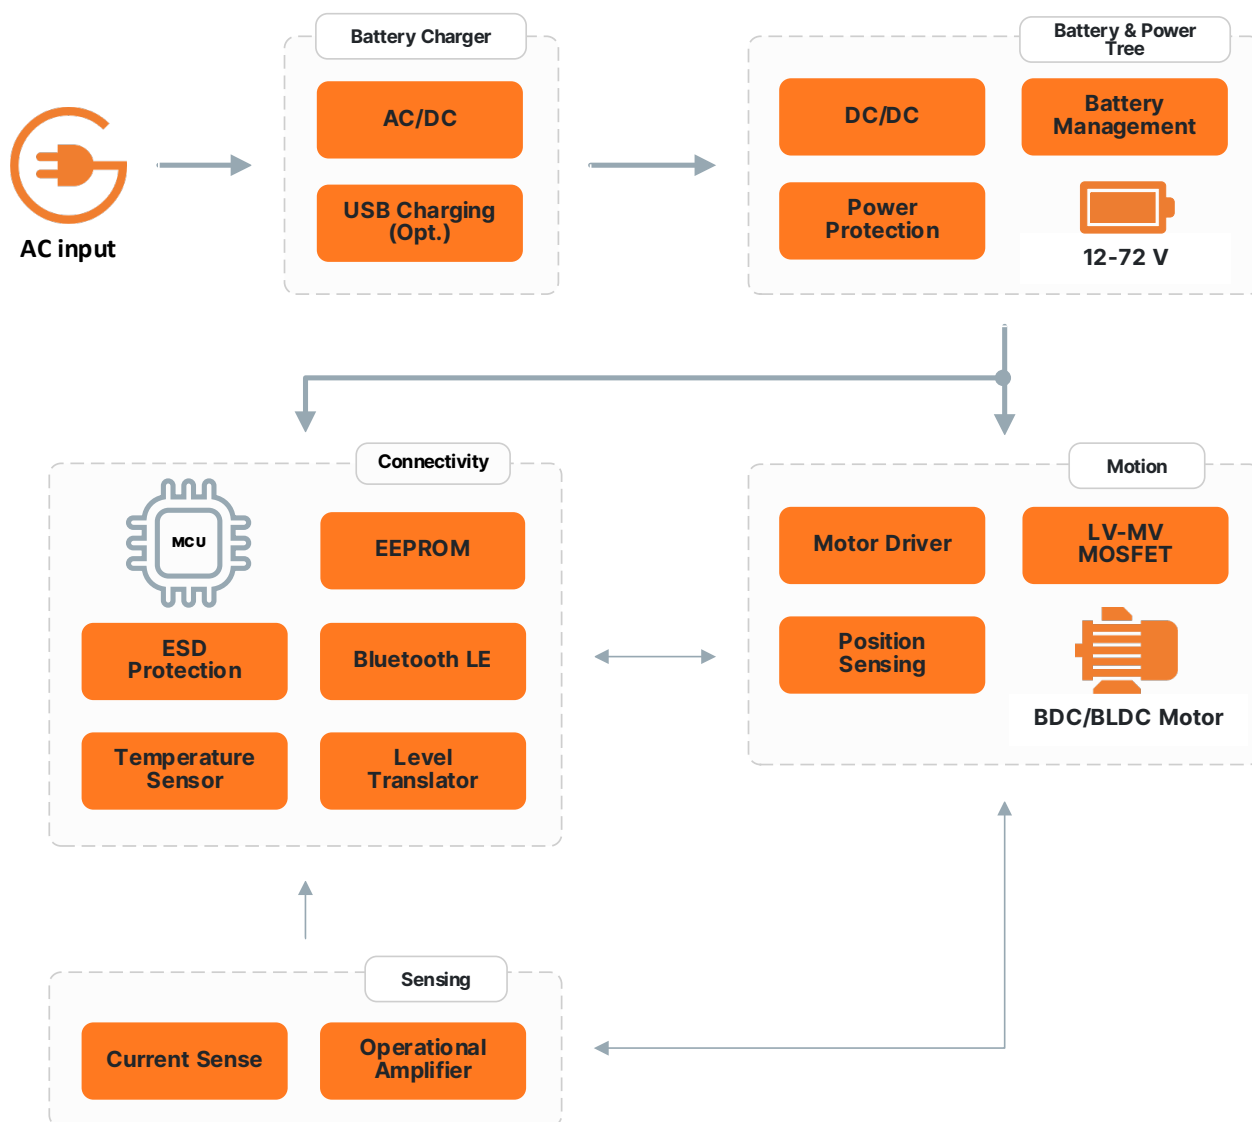 Battery Charger
Battery & Power
Tree
AC/DC
DC/DC
Battery
Management
USB Charging
(Opt.)
Power
Protection
AC input
12-72 V
Connectivity
Motion
MCU
EEPROM
Motor Driver
LV-MV
MOSFET
ESD
Protection
Bluetooth LE
Position
Sensing
BDC/BLDC Motor
Temperature
Sensor
Level
Translator
Sensing
Current Sense
Operational
Amplifier